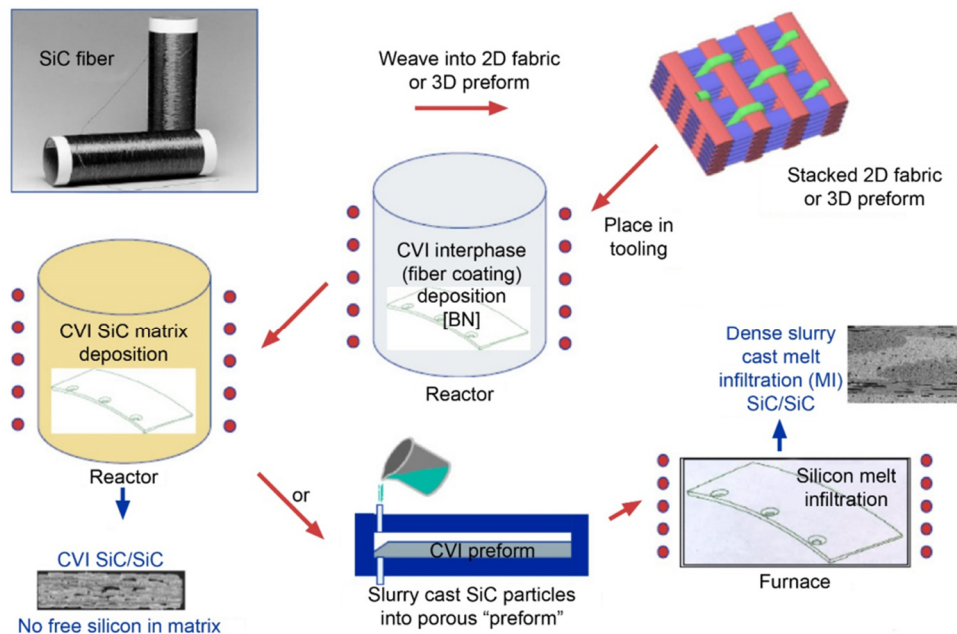 SiC fiber
Weave into 2D fabric
or 3D preform
Stacked 2D fabric
or 3D preform
Place in
tooling
CVI interphase
(fiber coating)
deposition
[BN]
Reactor
CVI SiC matrix
deposition
Reactor
CVI SiC/SiC
No free silicon in matrix
or
CVI preform
Slurry cast SiC particles
into porous “preform”
Silicon melt
infiltration
Furnace
Dense slurry
cast melt
infiltration (MI)
SiC/SiC